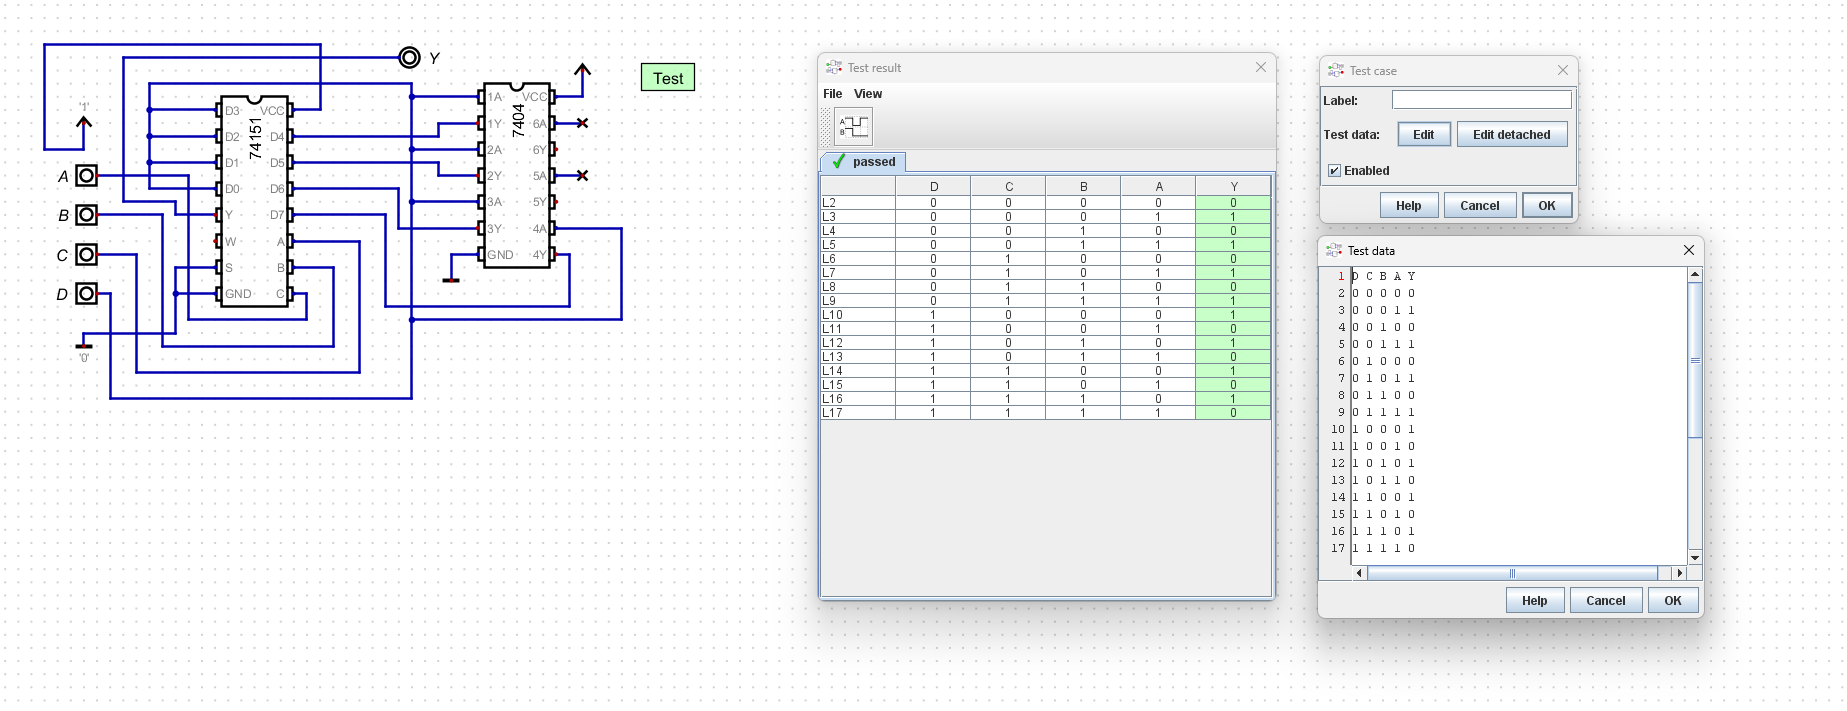 Y
'1'
A
B
C
D
'0'
D3
D2
D1
D0
Y
W
S
GND
74151
VCC
D4
D5
D6
D7
A
B
C
1A
1Y
2A
2Y
3A
3Y
GND
7404
VCC
6A
6Y
5A
5Y
4A
4Y
Test
Test result
File View
A
B
passed
D C B A Y
L2 0 0 0 0 0
L3 0 0 0 1 1
L4 0 0 1 0 0
L5 0 0 1 1 1
L6 0 1 0 0 0
L7 0 1 0 1 1
L8 0 1 1 0 0
L9 0 1 1 1 1
L10 1 0 0 0 1
L11 1 0 0 1 0
L12 1 0 1 0 1
L13 1 0 1 1 0
L14 1 1 0 0 1
L15 1 1 0 1 0
L16 1 1 1 0 1
L17 1 1 1 1 0
Test case
Label:
Test data: Edit Edit detached
Enabled
Help Cancel OK
Test data
1 D C B A Y
2 0 0 0 0 0
3 0 0 0 1 1
4 0 0 1 0 0
5 0 0 1 1 1
6 0 1 0 0 0
7 0 1 0 1 1
8 0 1 1 0 0
9 0 1 1 1 1
10 1 0 0 0 1
11 1 0 0 1 0
12 1 0 1 0 1
13 1 0 1 1 0
14 1 1 0 0 1
15 1 1 0 1 0
16 1 1 1 0 1
17 1 1 1 1 0
Help Cancel OK